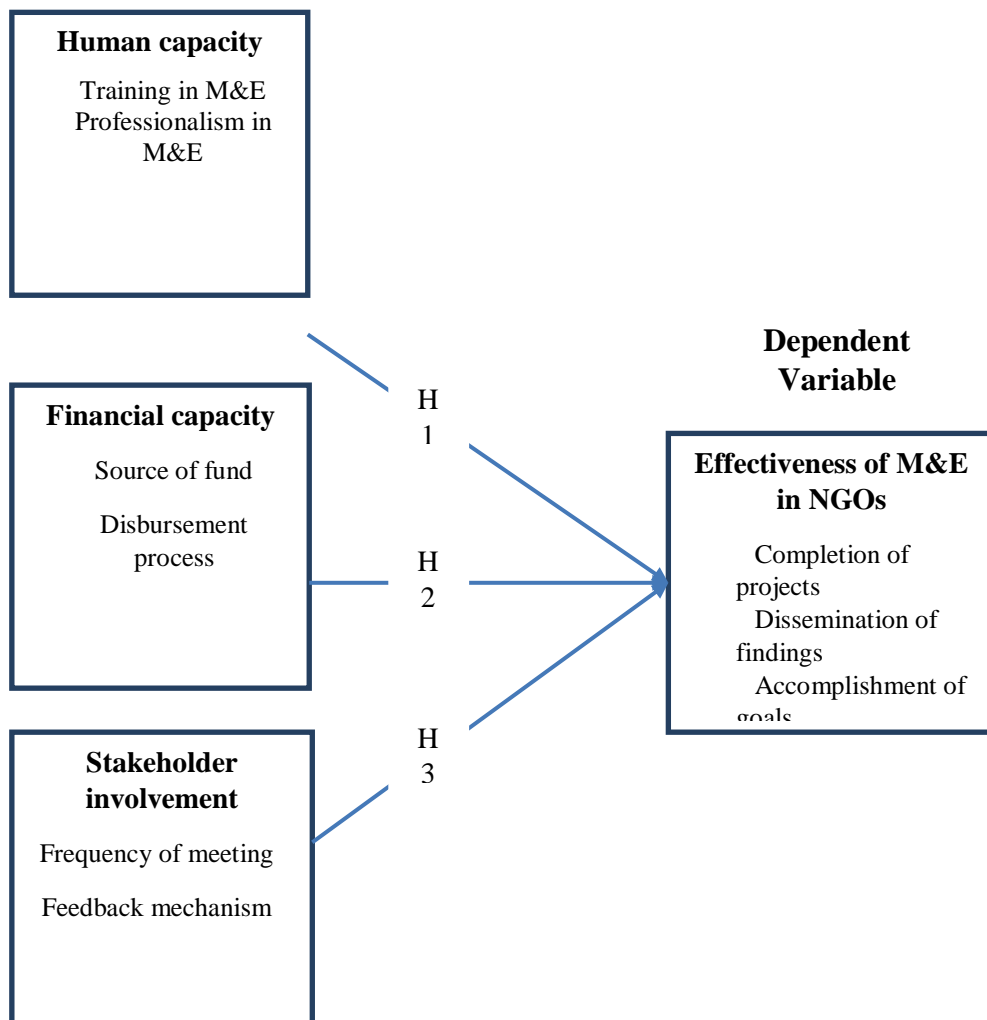 Human capacity
Training in M&E
Professionalism in
M&E
Financial capacity
Source of fund
Disbursement
process
Stakeholder
involvement
Frequency of meeting
Feedback mechanism
H
1
H
2
H
3
Dependent
Variable
Effectiveness of M&E
in NGOs
Completion of
projects
Dissemination of
findings
Accomplishment of
goals